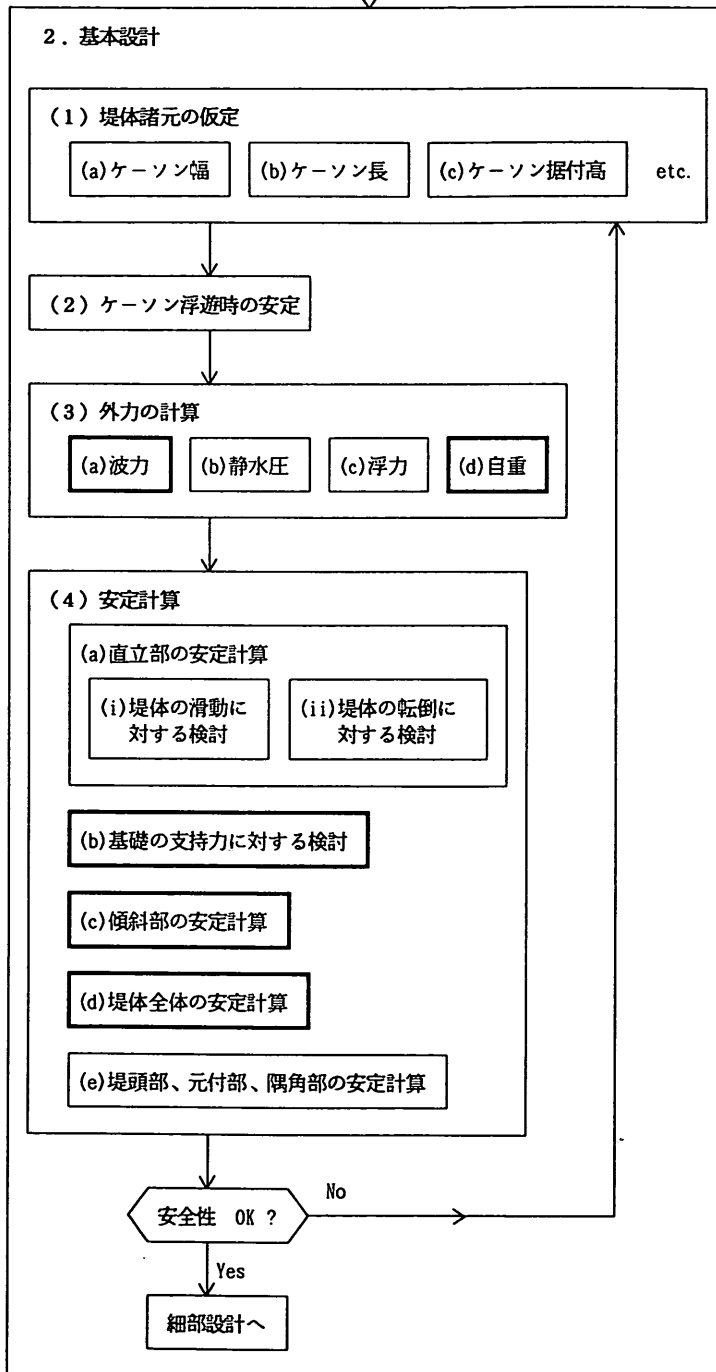 2．基本設計
(1)堤体諸元の仮定
(a)ケーソン幅
(b)ケーソン長
(c)ケーソン据付高
etc.
(2)ケーソン浮遊時の安定
(3)外力の計算
(a)波力
(b)静水圧
(c)浮力
(d)自重
(4)安定計算
(a)直立部の安定計算
(i)堤体の滑動に
対する検討
(ii)堤体の転倒に
対する検討
(b)基礎の支持力に対する検討
(c)傾斜部の安定計算
(d)堤体全体の安定計算
(e)堤頭部、元付部、隅角部の安定計算
安全性 OK ?
No
Yes
細部設計へ